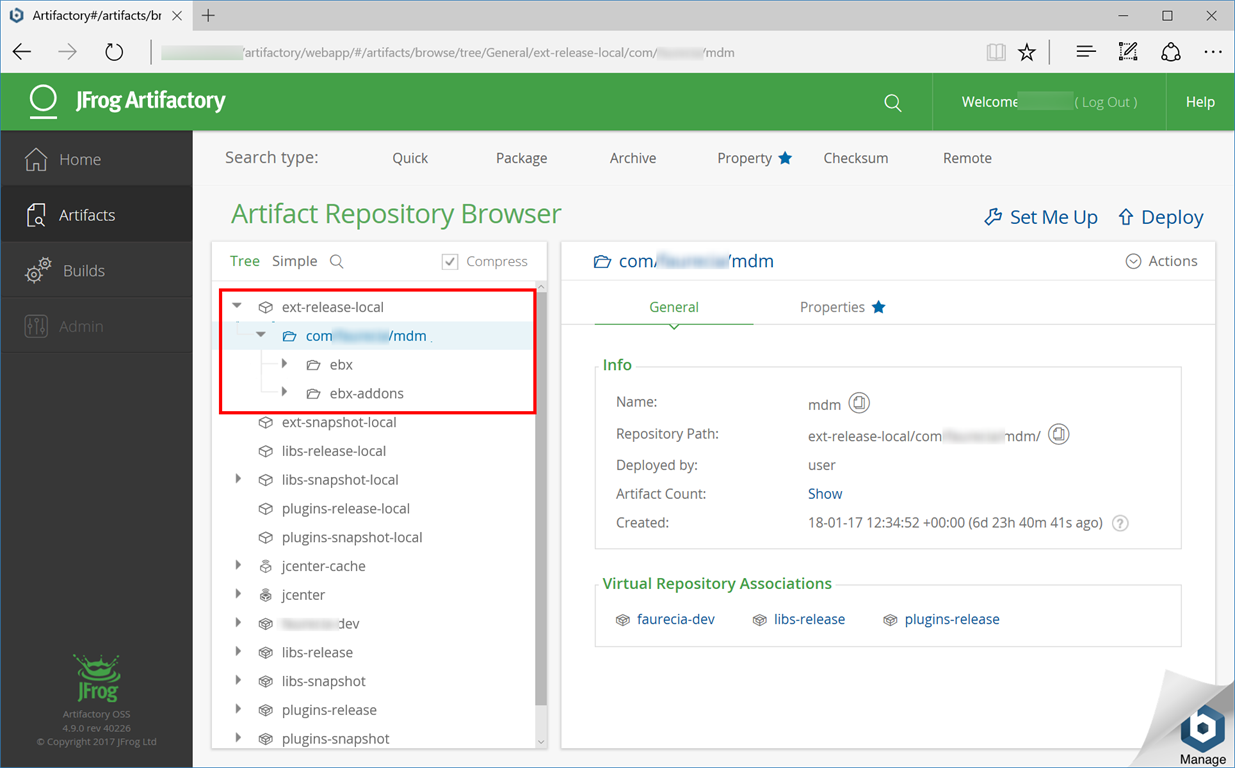 Artifactory#/artifacts/br
/artifactory/webapp/#/artifacts/browse/tree/General/ext-release-local/com/ /mdm
JFrog Artifactory
Welcome ( Log Out )
Help
Home
Artifacts
Builds
Admin
Search type: Quick Package Archive Property Checksum Remote
Artifact Repository Browser
Set Me Up Deploy
Tree Simple Compress
ext-release-local
com /mdm
ebx
ebx-addons
ext-snapshot-local
libs-release-local
libs-snapshot-local
plugins-release-local
plugins-snapshot-local
jcenter-cache
jcenter
dev
libs-release
libs-snapshot
plugins-release
plugins-snapshot
com/ /mdm
Actions
General Properties
Info
Name: mdm
Repository Path: ext-release-local/com mdm/
Deployed by: user
Artifact Count: Show
Created: 18-01-17 12:34:52 +00:00 (6d 23h 40m 41s ago) ?
Virtual Repository Associations
faurecia-dev libs-release plugins-release
JFrog
Artifactory OSS
4.9.0 rev 40226
© Copyright 2017 JFrog Ltd
b
Manage